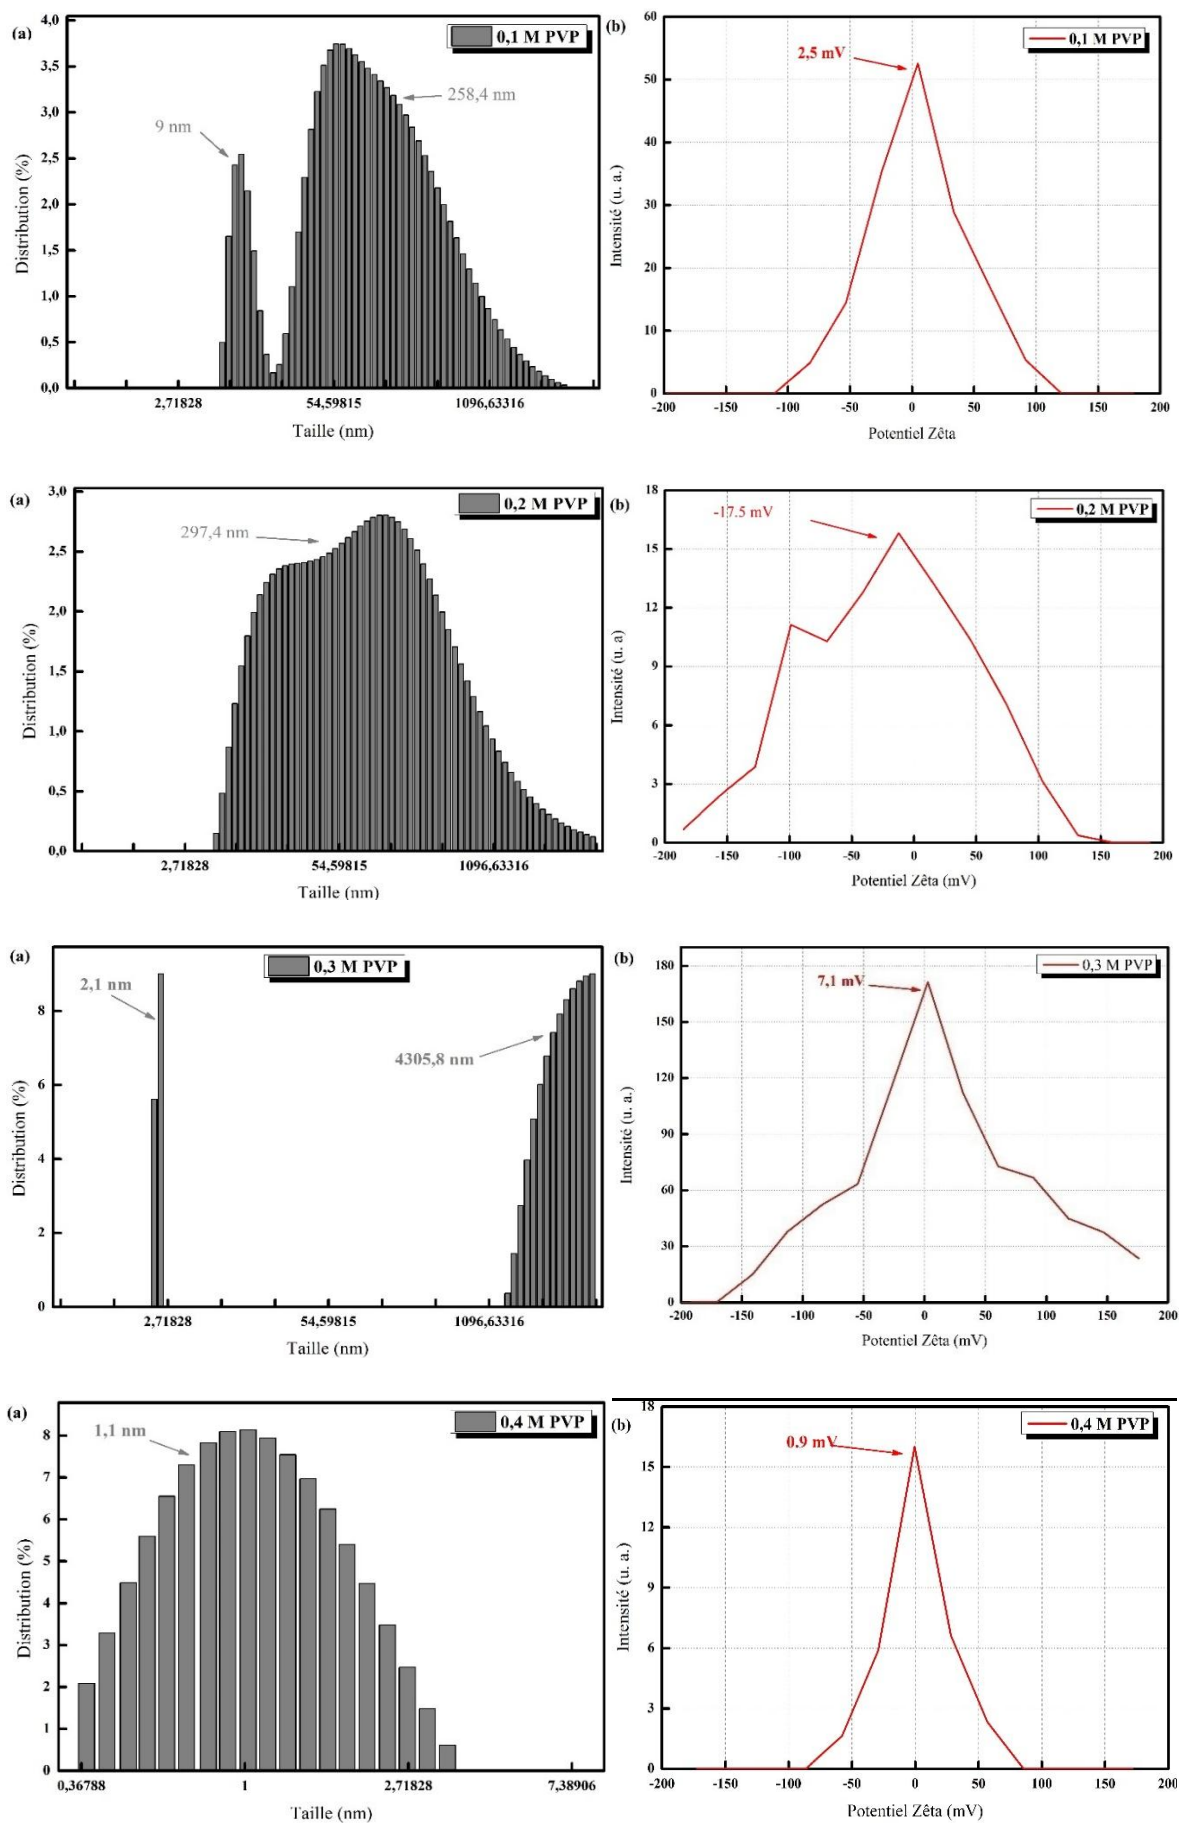 (a)
0,1 M PVP
4,0
3,5
3,0
2,5
2,0
1,5
1,0
0,5
0,0
9 nm
258,4 nm
Distribution (%)
2,71828 54,59815 1096,63316
Taille (nm)
(b)
0,1 M PVP
2,5 mV
60
50
40
30
20
10
0
Intensité (u. a.)
-200 -150 -100 -50 0 50 100 150 200
Potentiel Zêta
(a)
0,2 M PVP
3,0
2,5
2,0
1,5
1,0
0,5
0,0
297,4 nm
Distribution (%)
2,71828 54,59815 1096,63316
Taille (nm)
(b)
0,2 M PVP
-17.5 mV
18
15
12
9
6
3
0
Intensité (u. a)
-200 -150 -100 -50 0 50 100 150 200
Potentiel Zêta (mV)
(a)
0,3 M PVP
8
6
4
2
0
2,1 nm
4305,8 nm
Distribution (%)
2,71828 54,59815 1096,63316
Taille (nm)
(b)
0,3 M PVP
7,1 mV
180
150
120
90
60
30
0
Intensité (u. a.)
-200 -150 -100 -50 0 50 100 150 200
Potentiel Zêta (mV)
(a)
0,4 M PVP
8
7
6
5
4
3
2
1
0
1,1 nm
Distribution (%)
0,36788 1 2,71828 7,38906
Taille (nm)
(b)
0,4 M PVP
0.9 mV
18
15
12
9
6
3
0
Intensité (u. a.)
-200 -150 -100 -50 0 50 100 150 200
Potentiel Zêta (mV)